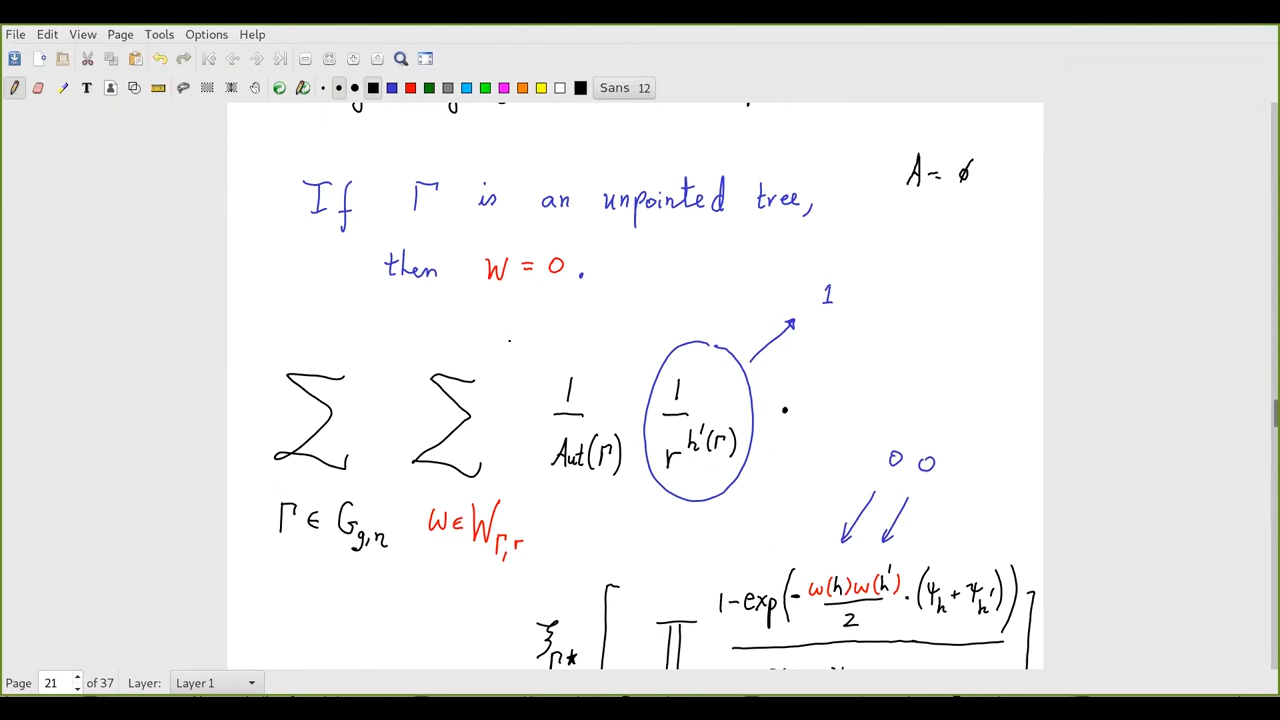 File Edit View Page Tools Options Help
Sans 12
A = ∅
If Γ is an unpointed tree,
then w = 0.
1
∑ ∑ 1/Aut(Γ) 1/r^{h'(Γ)} ·
Γ ∈ G_{g,n} w ∈ W_{Γ,r}
0 0
ξ_{Γ*} [ ∏ 1-exp(-w(h)w(h')/2 · (ψ_h + ψ_{h'}))
Page 21 of 37 Layer: Layer 1